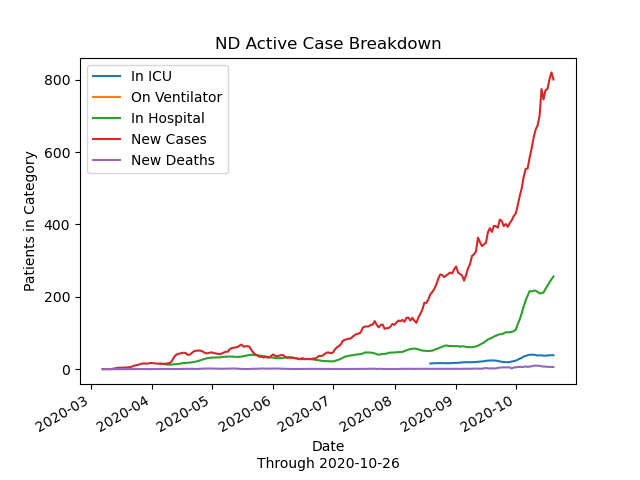 ND Active Case Breakdown
In ICU
On Ventilator
In Hospital
New Cases
New Deaths
Patients in Category
800
600
400
200
0
2020-03
2020-04
2020-05
2020-06
2020-07
2020-08
2020-09
2020-10
Date
Through 2020-10-26